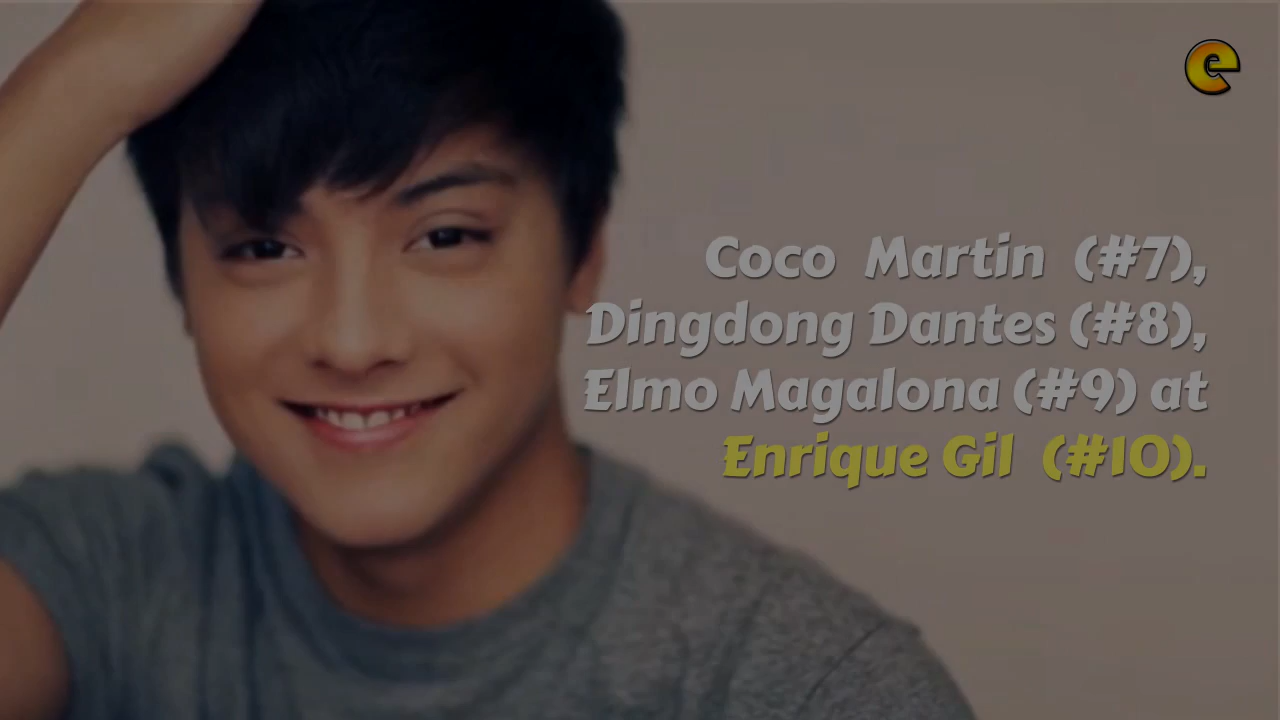 e
Coco Martin (#7),
Dingdong Dantes (#8),
Elmo Magalona (#9) at
Enrique Gil (#10).